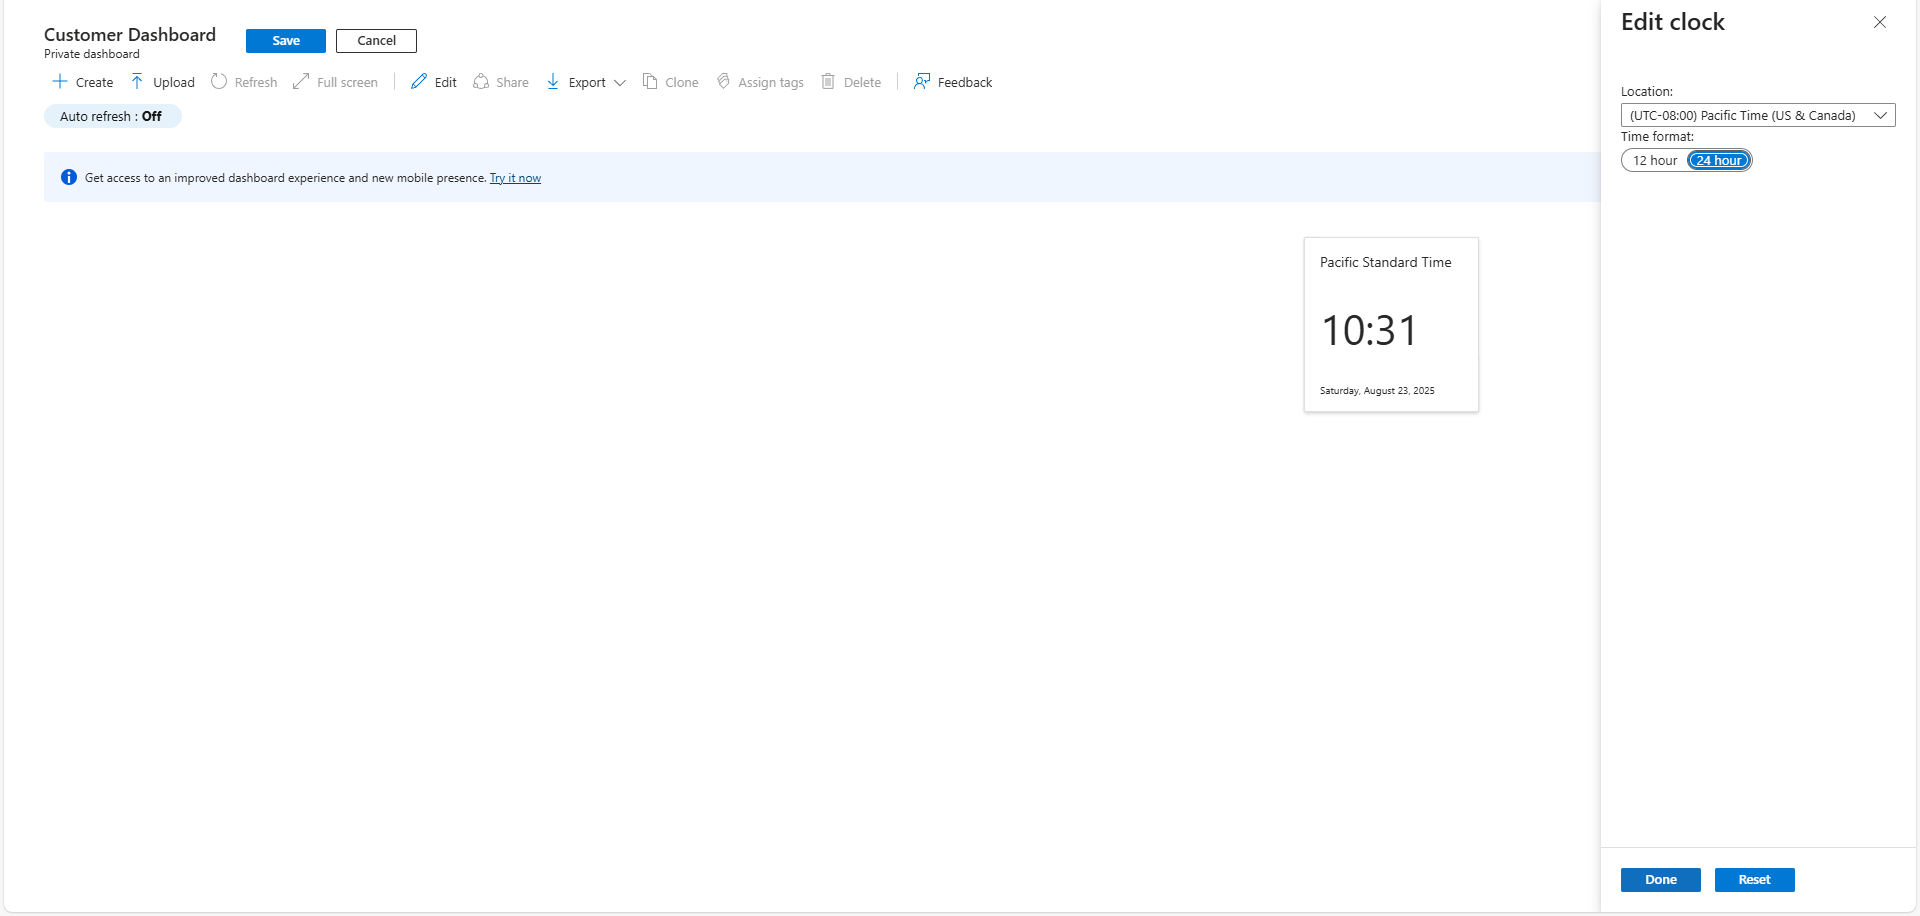 Customer Dashboard
Private dashboard
Save
Cancel
Create
Upload
Refresh
Full screen
Edit
Share
Export
Clone
Assign tags
Delete
Feedback
Auto refresh : Off
Get access to an improved dashboard experience and new mobile presence. Try it now
Pacific Standard Time
10:31
Saturday, August 23, 2025
Edit clock
Location:
(UTC-08:00) Pacific Time (US & Canada)
Time format:
12 hour
24 hour
Done
Reset